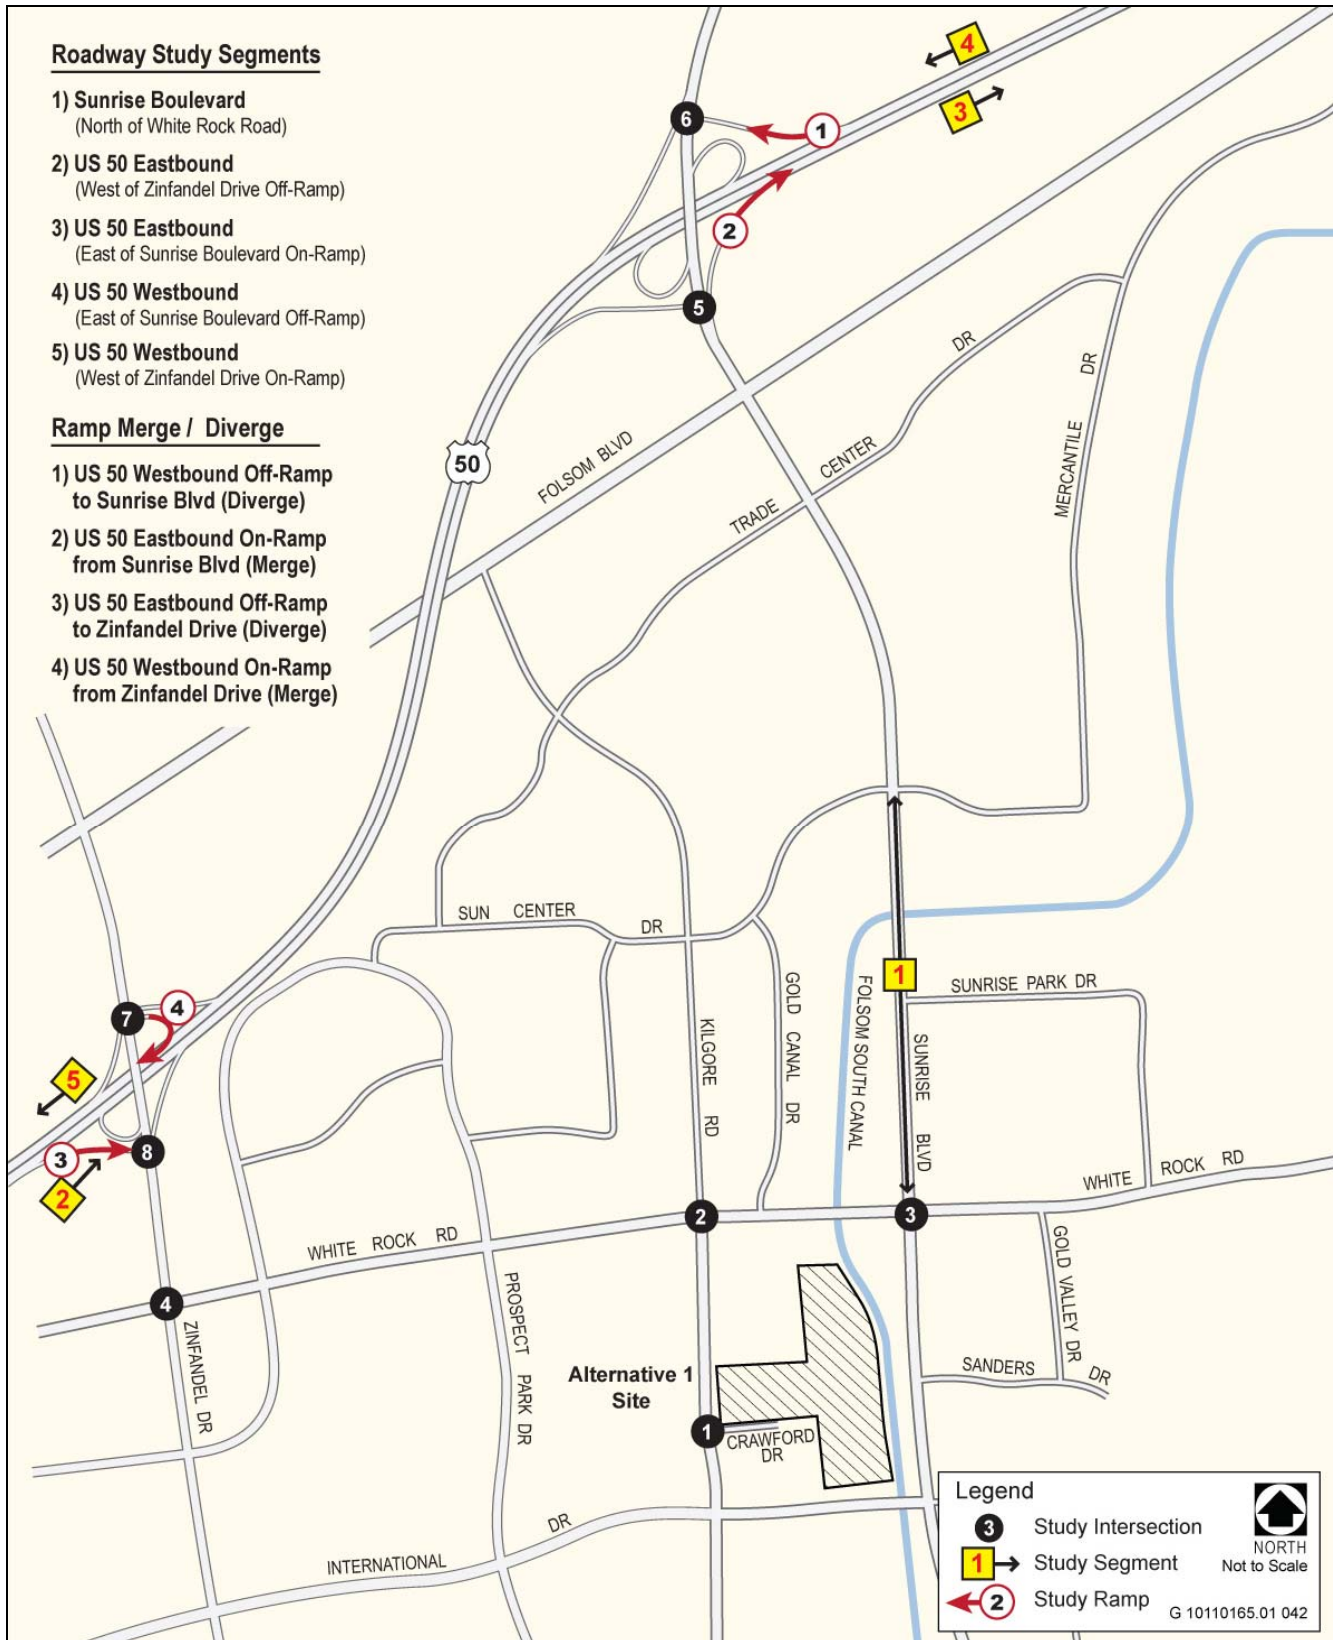 Roadway Study Segments
1) Sunrise Boulevard
(North of White Rock Road)
2) US 50 Eastbound
(West of Zinfandel Drive Off-Ramp)
3) US 50 Eastbound
(East of Sunrise Boulevard On-Ramp)
4) US 50 Westbound
(East of Sunrise Boulevard Off-Ramp)
5) US 50 Westbound
(West of Zinfandel Drive On-Ramp)
Ramp Merge / Diverge
1) US 50 Westbound Off-Ramp
to Sunrise Blvd (Diverge)
2) US 50 Eastbound On-Ramp
from Sunrise Blvd (Merge)
3) US 50 Eastbound Off-Ramp
to Zinfandel Drive (Diverge)
4) US 50 Westbound On-Ramp
from Zinfandel Drive (Merge)
4
3
6
1
2
5
50
FOLSOM BLVD
TRADE CENTER DR
MERCANTILE DR
SUN CENTER DR
KILGORE RD
GOLD CANAL DR
FOLSOM SOUTH CANAL
1
SUNRISE BLVD
SUNRISE PARK DR
7
4
5
3
8
2
WHITE ROCK RD
2
3
WHITE ROCK RD
4
ZINFANDEL DR
PROSPECT PARK DR
GOLD VALLEY DR
SANDERS DR
Alternative 1
Site
1
CRAWFORD
DR
INTERNATIONAL DR
Legend
3 Study Intersection
1 Study Segment
2 Study Ramp
NORTH
Not to Scale
G 10110165.01 042